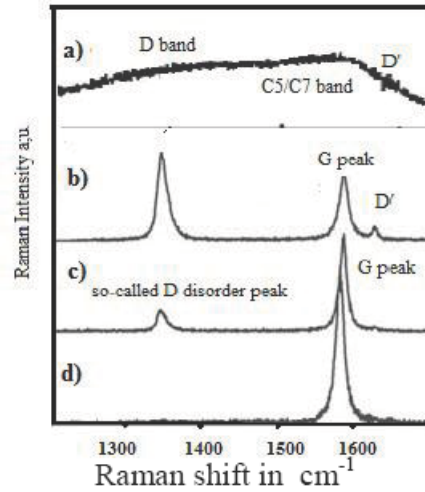 a)
D band
D'
C5/C7 band
Raman Intensity a;u.
b)
G peak
D'
c)
G peak
so-called D disorder peak
d)
1300 1400 1500 1600
Raman shift in cm-1